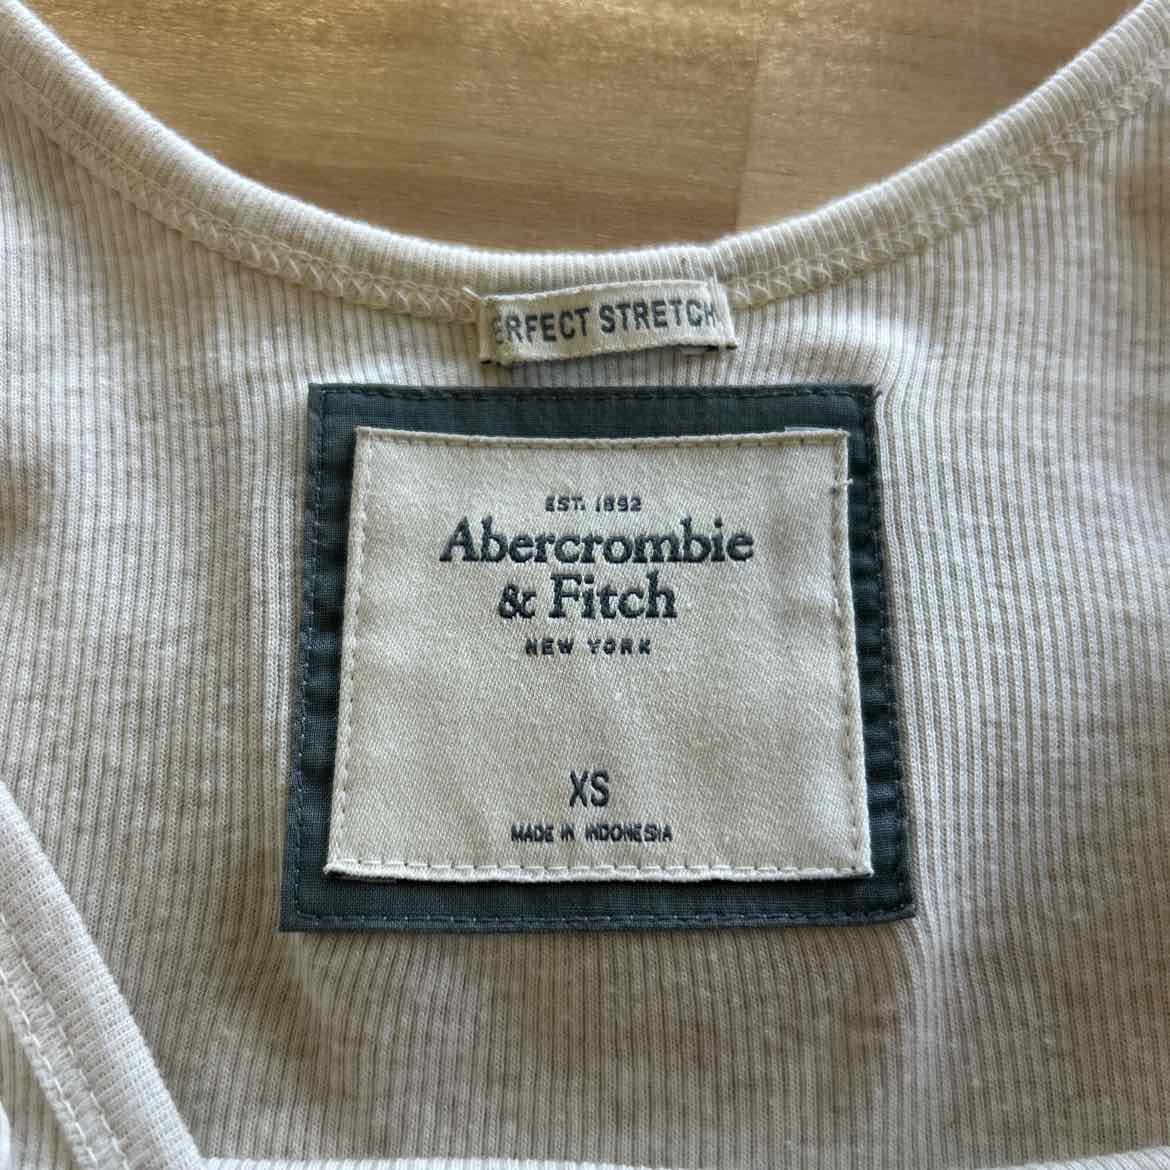 ERFECT STRETCH
EST. 1892
Abercrombie
& Fitch
NEW YORK
XS
MADE IN INDONESIA